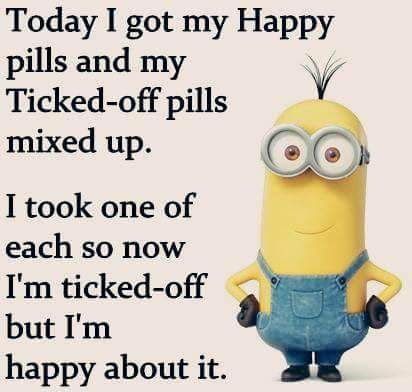 Today I got my Happy
pills and my
Ticked-off pills
mixed up.
I took one of
each so now
I'm ticked-off
but I'm
happy about it.